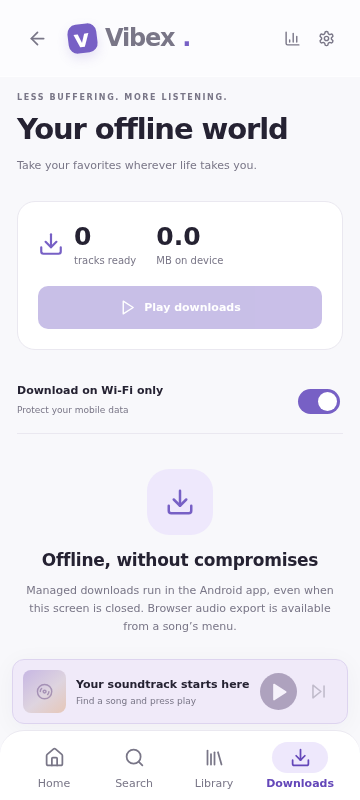 v Vibex .
LESS BUFFERING. MORE LISTENING.
Your offline world
Take your favorites wherever life takes you.
0
tracks ready
0.0
MB on device
Play downloads
Download on Wi-Fi only
Protect your mobile data
Offline, without compromises
Managed downloads run in the Android app, even when
this screen is closed. Browser audio export is available
from a song’s menu.
Your soundtrack starts here
Find a song and press play
Home
Search
Library
Downloads